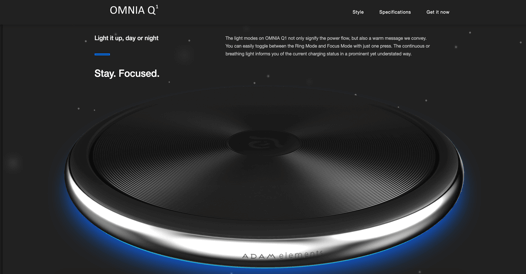 OMNIA Q1
Style Specifications Get it now
Light it up, day or night
Stay. Focused.
The light modes on OMNIA Q1 not only signify the power flow, but also a warm message we convey.
You can easily toggle between the Ring Mode and Focus Mode with just one press. The continuous or
breathing light informs you of the current charging status in a prominent yet understated way.
ADAM elements